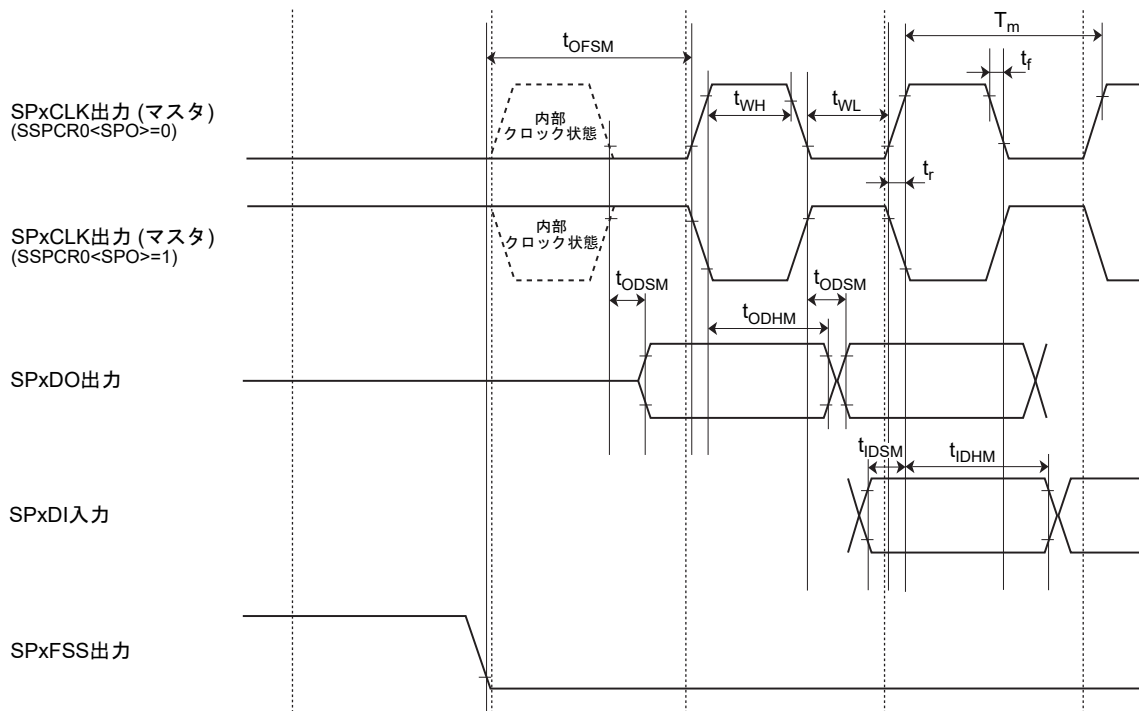 tOFSM
Tm
tf
SPxCLK出力 (マスタ)
(SSPCR0<SPO>=0)
内部
クロック状態
tWH
tWL
tr
SPxCLK出力 (マスタ)
(SSPCR0<SPO>=1)
内部
クロック状態
tODSM
tODSM
tODHM
SPxDO出力
tIDSM
tIDHM
SPxDI入力
SPxFSS出力